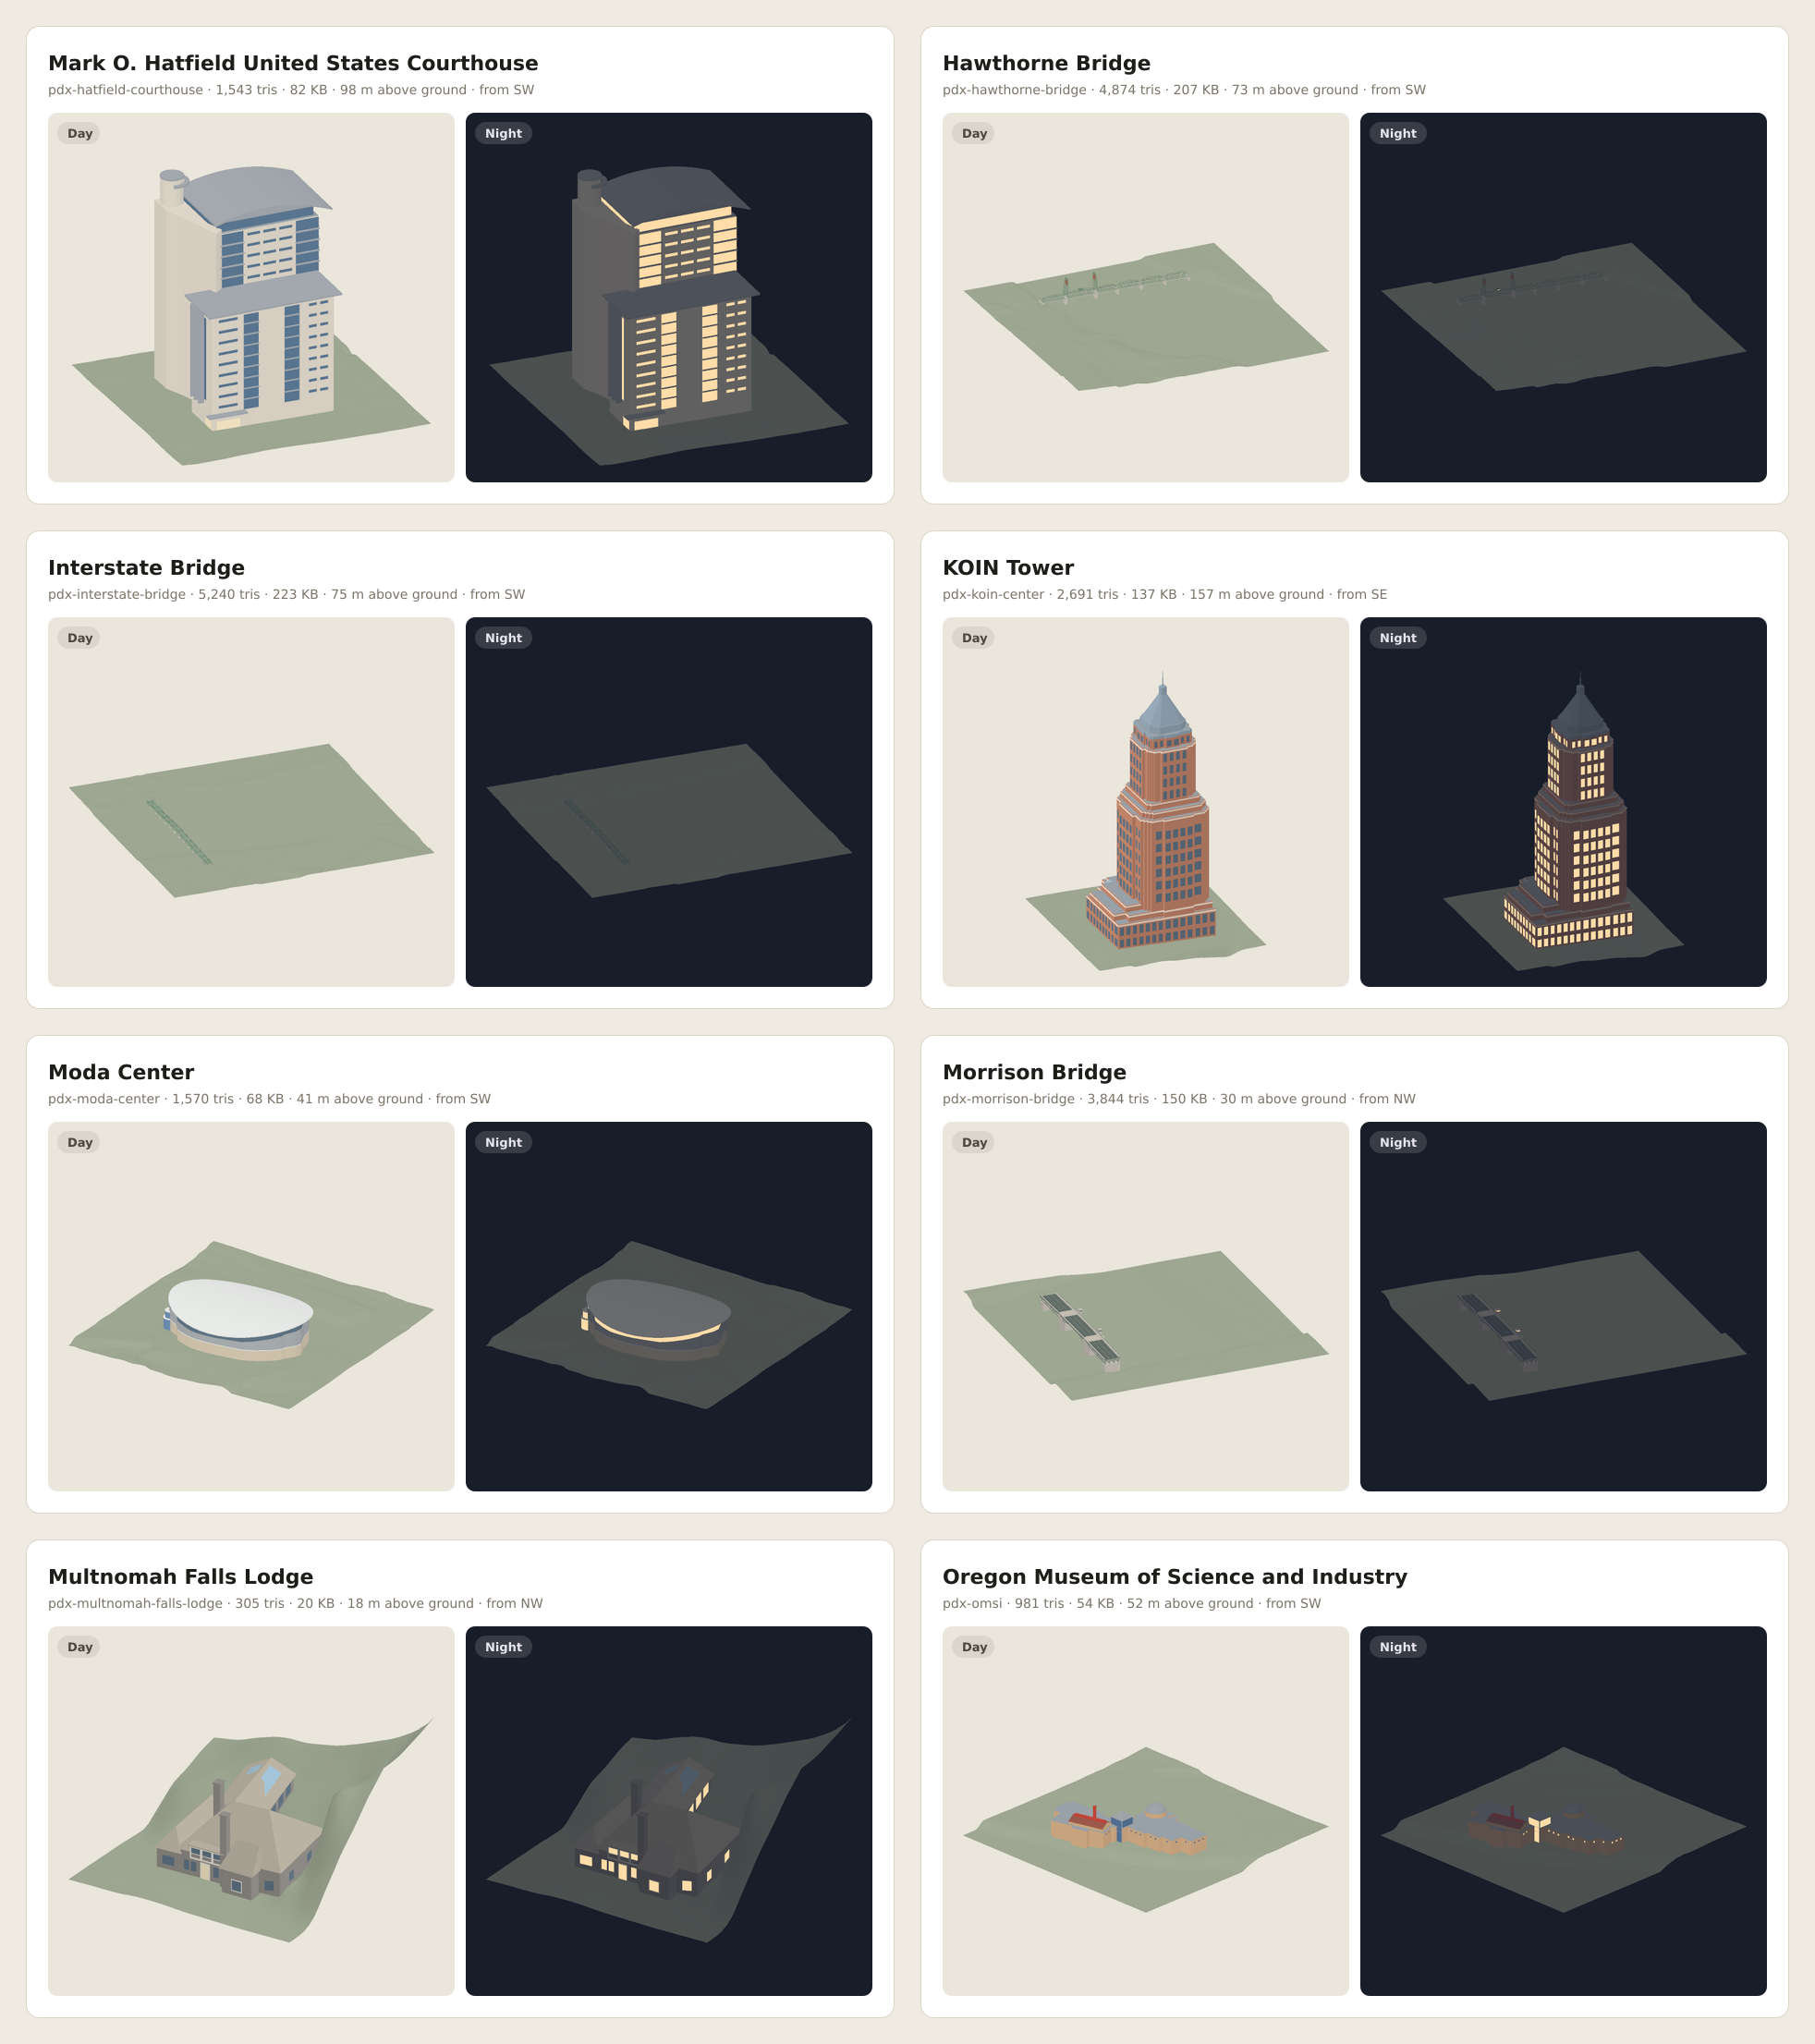 Mark O. Hatfield United States Courthouse
pdx-hatfield-courthouse · 1,543 tris · 82 KB · 98 m above ground · from SW
Day
Night
Hawthorne Bridge
pdx-hawthorne-bridge · 4,874 tris · 207 KB · 73 m above ground · from SW
Day
Night
Interstate Bridge
pdx-interstate-bridge · 5,240 tris · 223 KB · 75 m above ground · from SW
Day
Night
KOIN Tower
pdx-koin-center · 2,691 tris · 137 KB · 157 m above ground · from SE
Day
Night
Moda Center
pdx-moda-center · 1,570 tris · 68 KB · 41 m above ground · from SW
Day
Night
Morrison Bridge
pdx-morrison-bridge · 3,844 tris · 150 KB · 30 m above ground · from NW
Day
Night
Multnomah Falls Lodge
pdx-multnomah-falls-lodge · 305 tris · 20 KB · 18 m above ground · from NW
Day
Night
Oregon Museum of Science and Industry
pdx-omsi · 981 tris · 54 KB · 52 m above ground · from SW
Day
Night